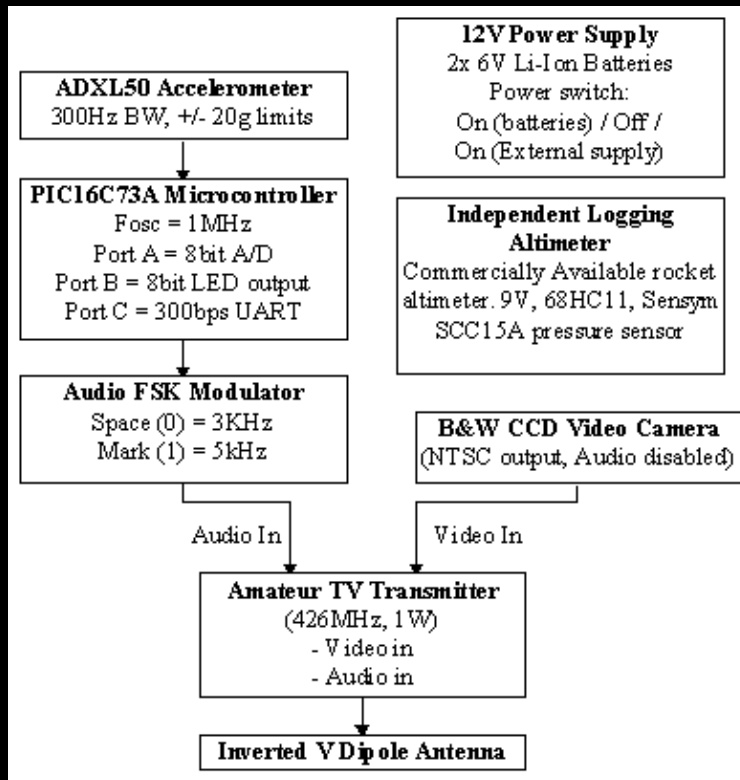 12V Power Supply
2x 6V Li-Ion Batteries
Power switch:
On (batteries) / Off /
On (External supply)
ADXL50 Accelerometer
300Hz BW, +/- 20g limits
PIC16C73A Microcontroller
Fosc = 1MHz
Port A = 8bit A/D
Port B = 8bit LED output
Port C = 300bps UART
Independent Logging
Altimeter
Commercially Available rocket
altimeter. 9V, 68HC11, Sensym
SCC15A pressure sensor
Audio FSK Modulator
Space (0) = 3KHz
Mark (1) = 5kHz
B&W CCD Video Camera
(NTSC output, Audio disabled)
Audio In
Video In
Amateur TV Transmitter
(426MHz, 1W)
- Video in
- Audio in
Inverted V Dipole Antenna